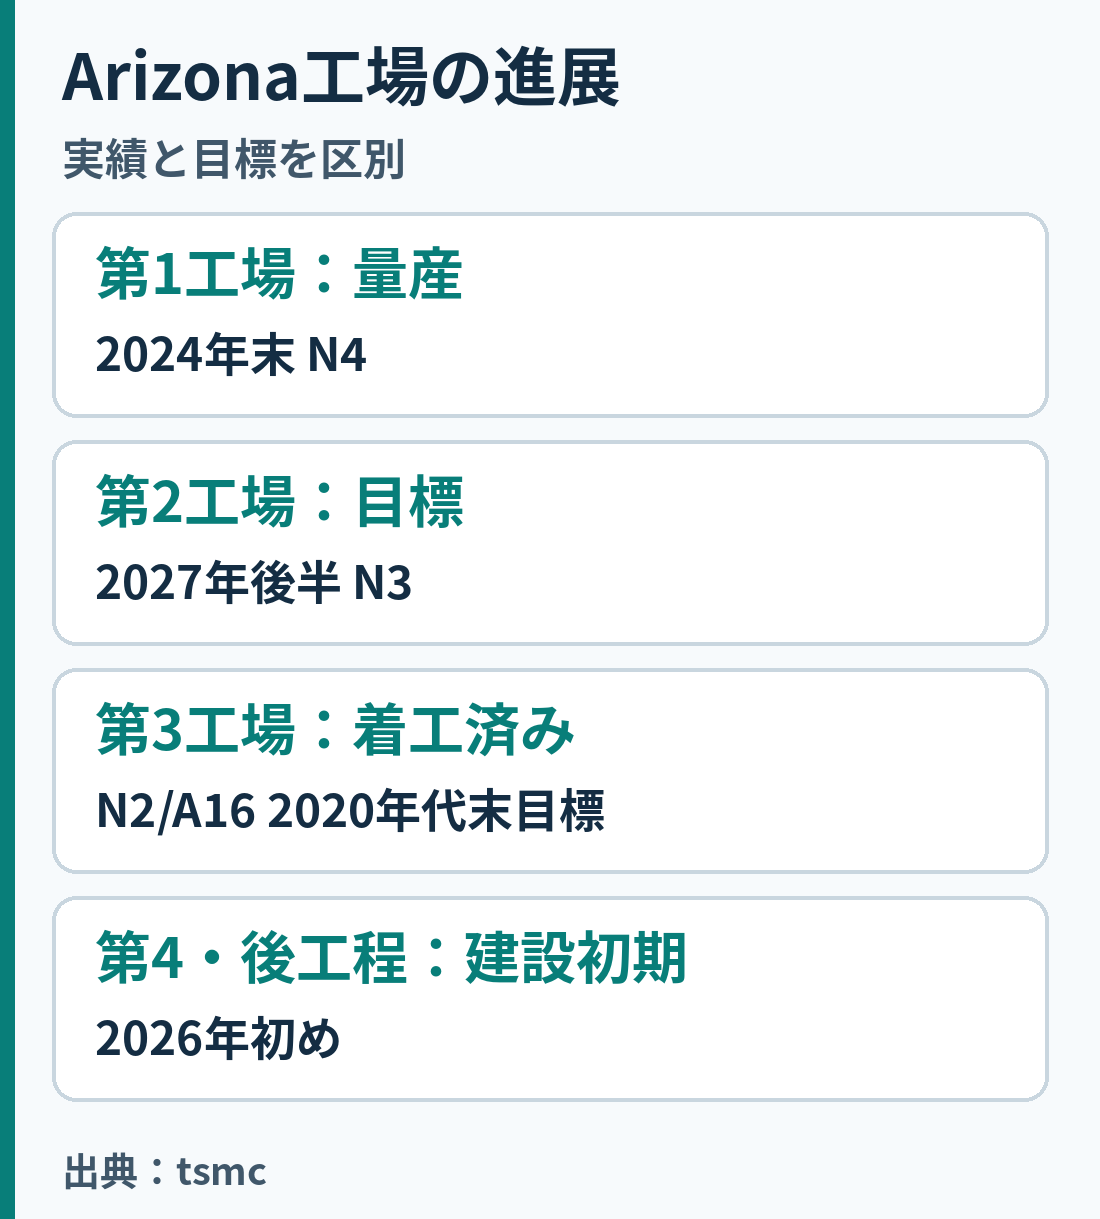 Arizona工場の進展
実績と目標を区別
第1工場：量産
2024年末 N4
第2工場：目標
2027年後半 N3
第3工場：着工済み
N2/A16 2020年代末目標
第4・後工程：建設初期
2026年初め
出典：tsmc